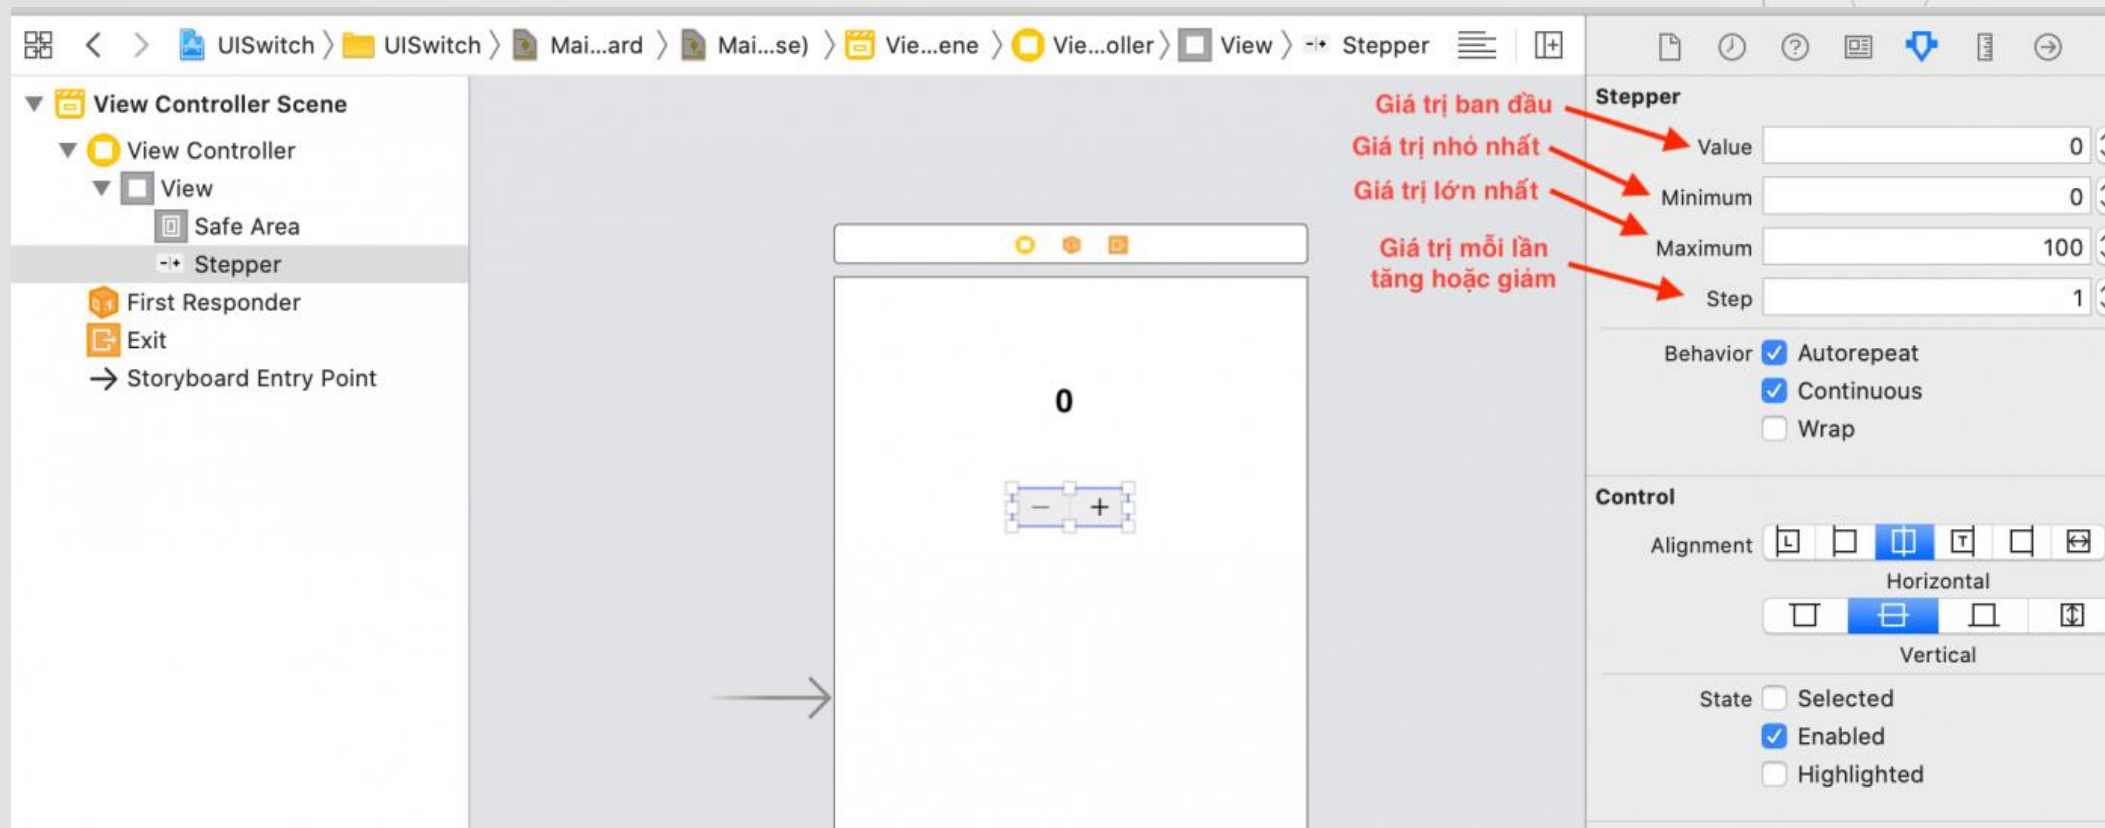 UISwitch UISwitch Mai...ard Mai...se) Vie...ene Vie...oller View Stepper
View Controller Scene
View Controller
View
Safe Area
Stepper
First Responder
Exit
Storyboard Entry Point
0
Giá trị ban đầu
Giá trị nhỏ nhất
Giá trị lớn nhất
Giá trị mỗi lần
tăng hoặc giảm
Stepper
Value 0
Minimum 0
Maximum 100
Step 1
Behavior Autorepeat
Continuous
Wrap
Control
Alignment
Horizontal
Vertical
State Selected
Enabled
Highlighted